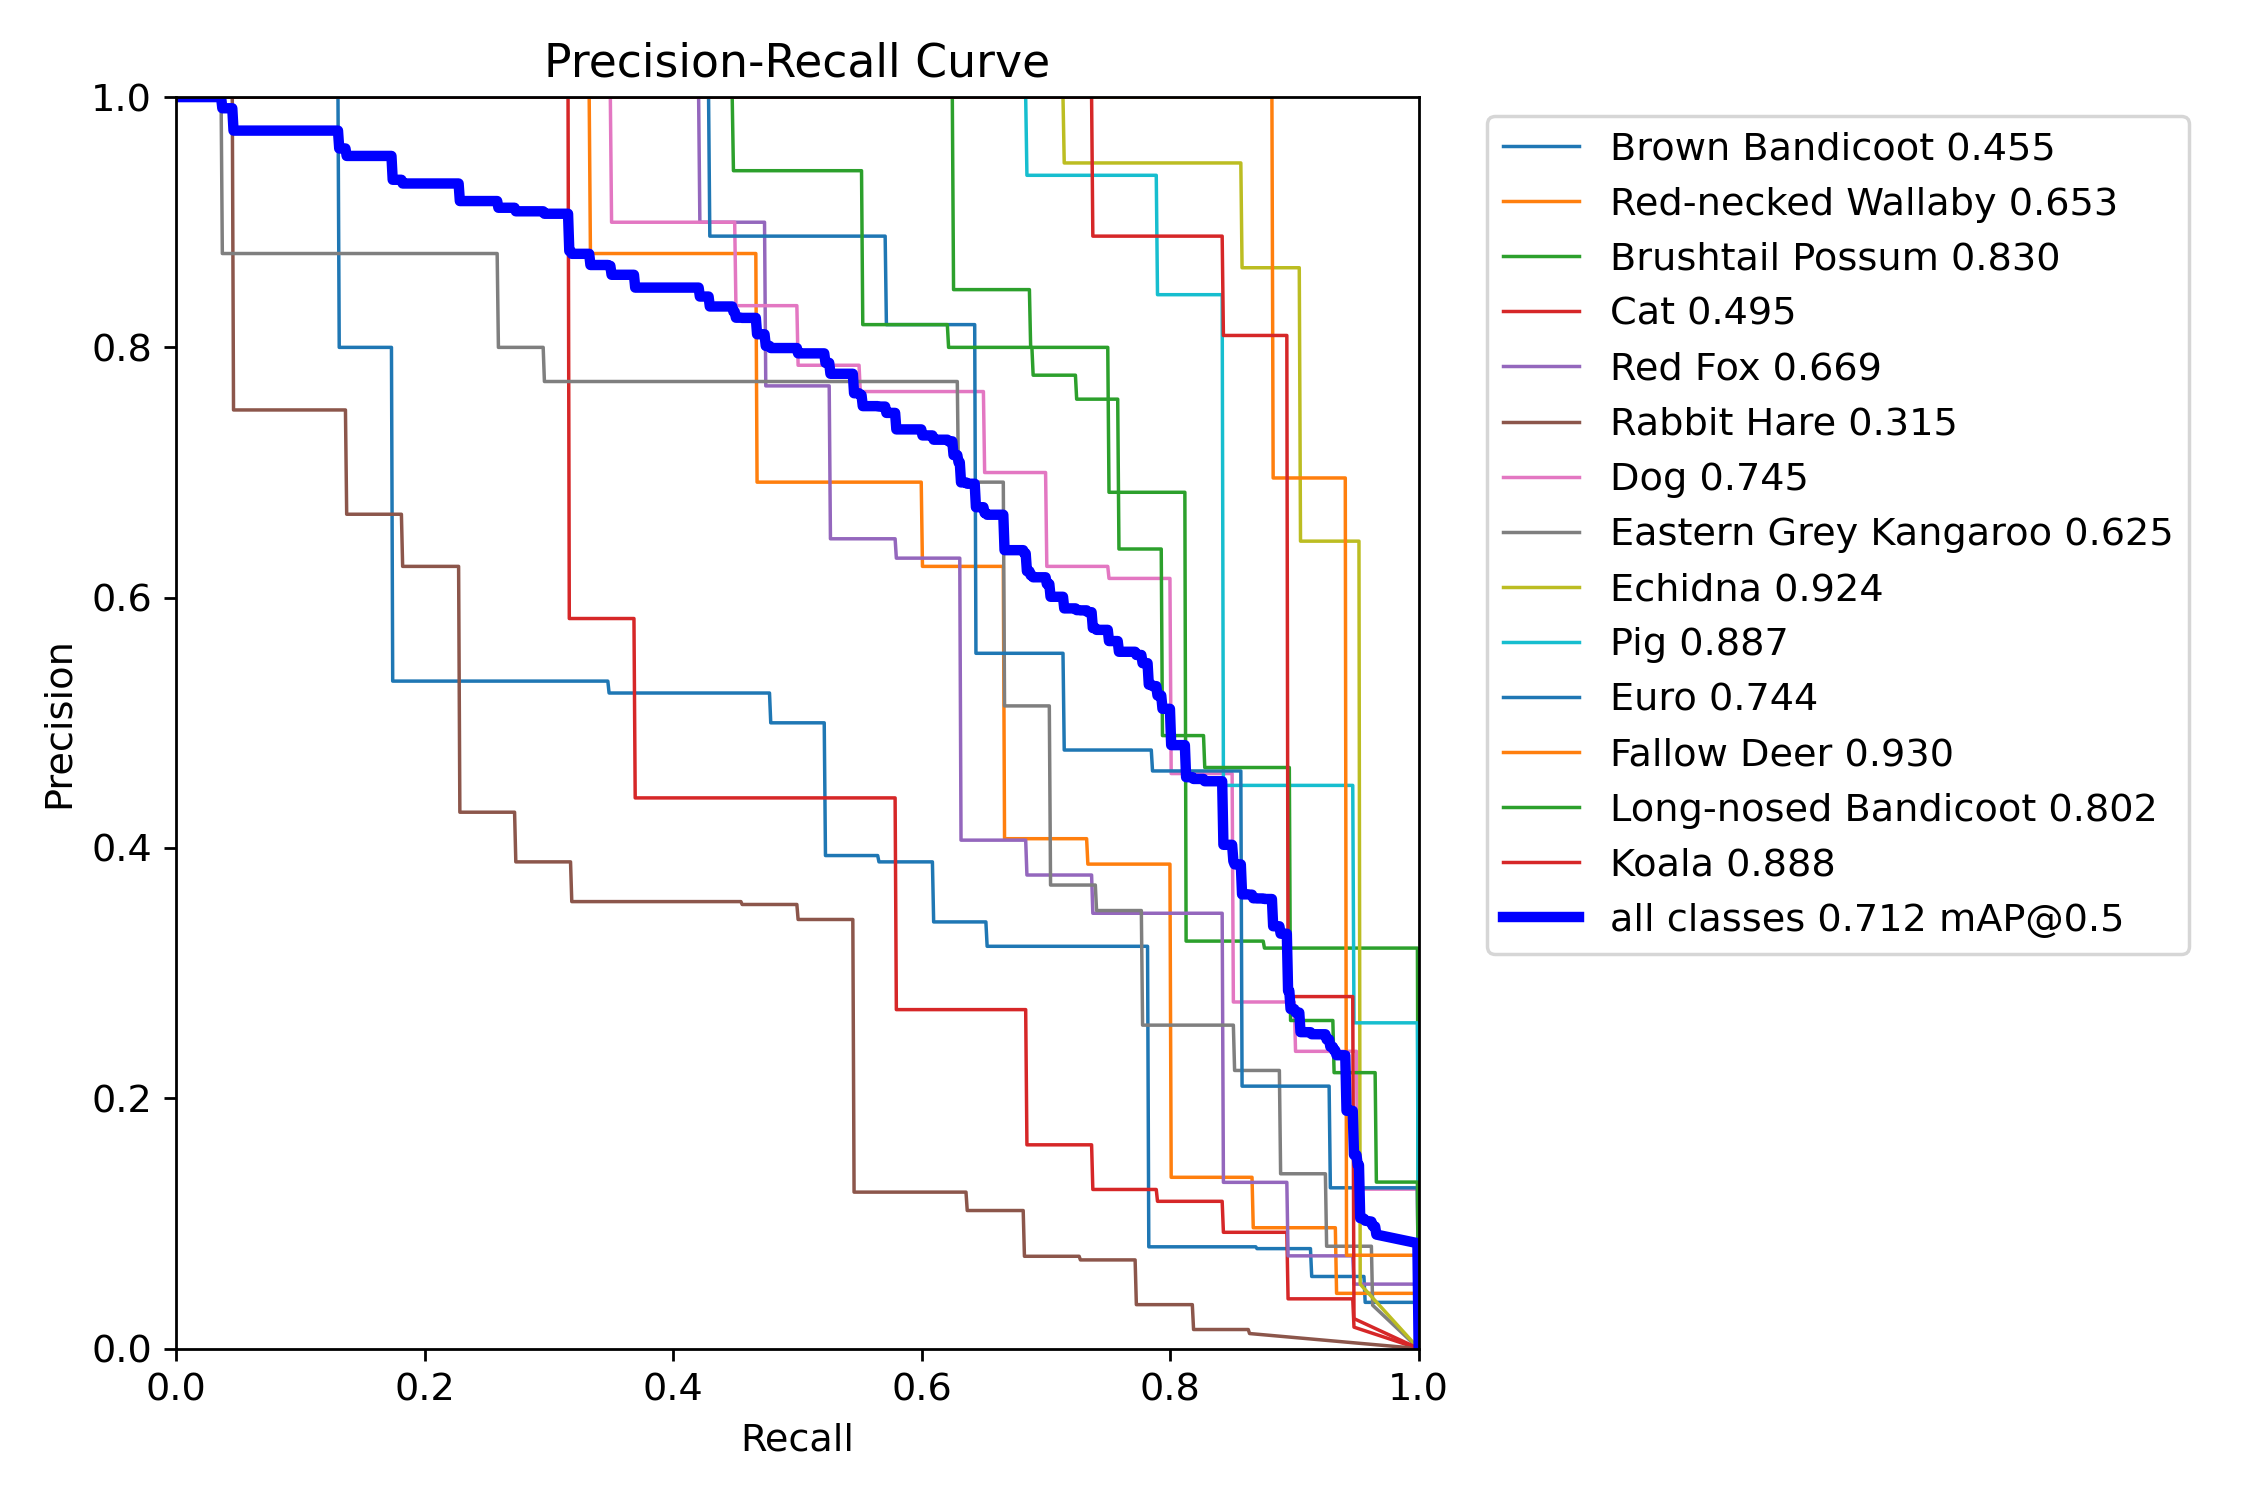 Precision-Recall Curve
1.0
0.8
0.6
0.4
0.2
0.0
Precision
0.0 0.2 0.4 0.6 0.8 1.0
Recall
Brown Bandicoot 0.455
Red-necked Wallaby 0.653
Brushtail Possum 0.830
Cat 0.495
Red Fox 0.669
Rabbit Hare 0.315
Dog 0.745
Eastern Grey Kangaroo 0.625
Echidna 0.924
Pig 0.887
Euro 0.744
Fallow Deer 0.930
Long-nosed Bandicoot 0.802
Koala 0.888
all classes 0.712 mAP@0.5